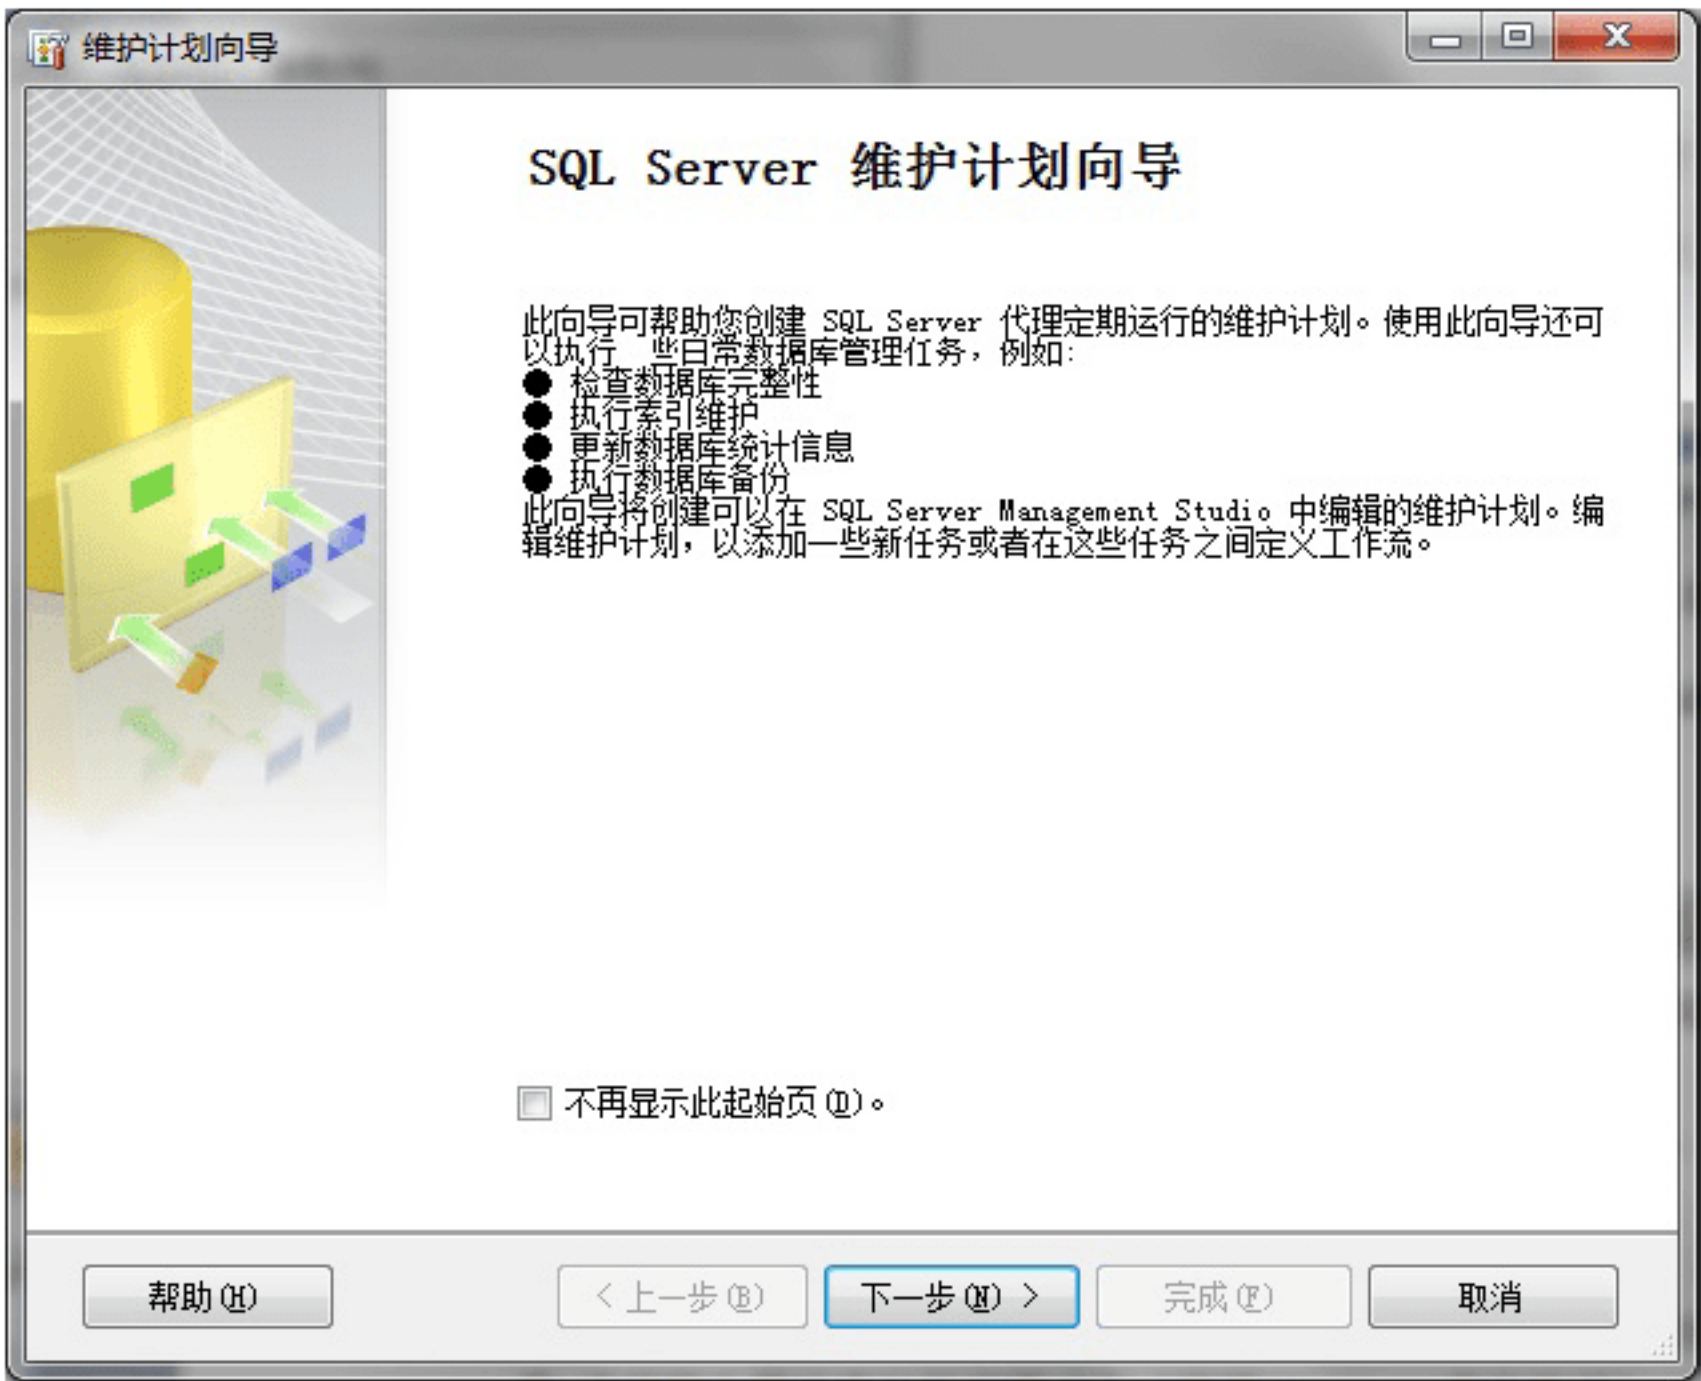 维护计划向导
SQL Server 维护计划向导
此向导可帮助您创建 SQL Server 代理定期运行的维护计划。使用此向导还可
以执行一些日常数据库管理任务，例如:
● 检查数据库完整性
● 执行索引维护
● 更新数据库统计信息
● 执行数据库备份
此向导将创建可以在 SQL Server Management Studio 中编辑的维护计划。编
辑维护计划，以添加一些新任务或者在这些任务之间定义工作流。
不再显示此起始页(D)。
帮助(H)
< 上一步(B)
下一步(N) >
完成(F)
取消